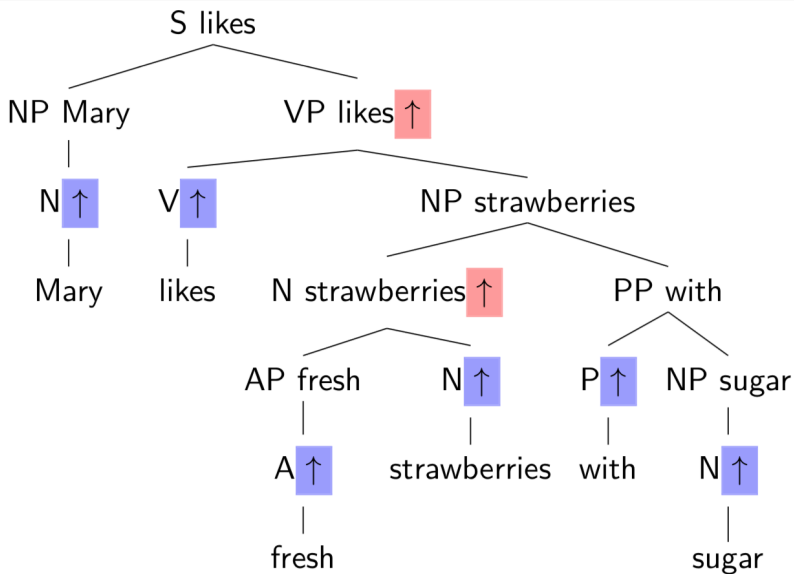 S likes
NP Mary VP likes ↑
N ↑ V ↑ NP strawberries
Mary likes N strawberries ↑ PP with
AP fresh N ↑ P ↑ NP sugar
A ↑ strawberries with N ↑
fresh sugar